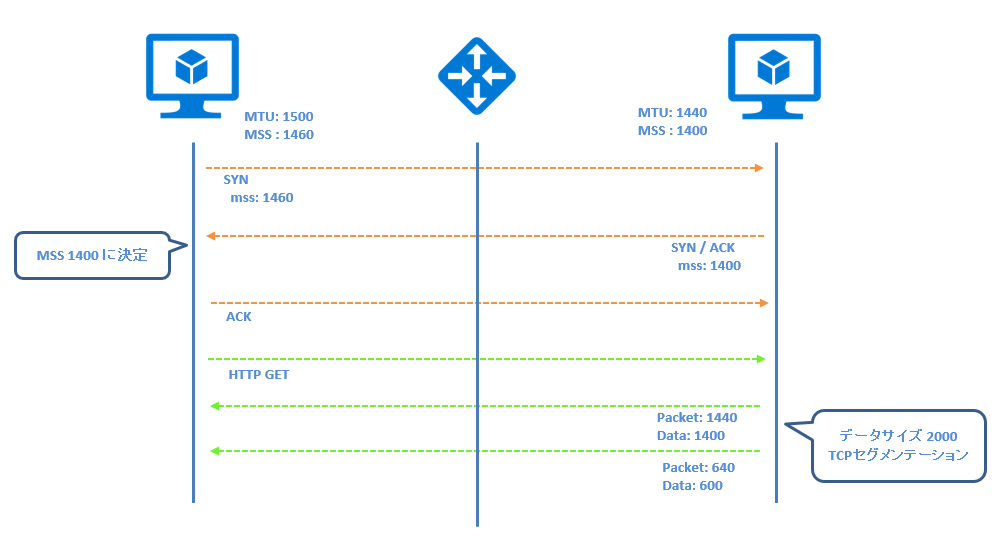 MTU: 1500
MSS : 1460
MTU: 1440
MSS : 1400
SYN
mss: 1460
MSS 1400 に決定
SYN / ACK
mss: 1400
ACK
HTTP GET
Packet: 1440
Data: 1400
データサイズ 2000
TCPセグメンテーション
Packet: 640
Data: 600